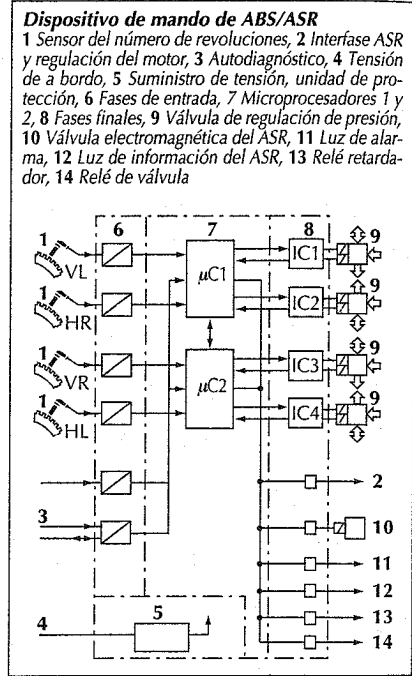 Dispositivo de mando de ABS/ASR
1 Sensor del número de revoluciones, 2 Interfase ASR
y regulación del motor, 3 Autodiagnóstico, 4 Tensión
de a bordo, 5 Suministro de tensión, unidad de pro-
tección, 6 Fases de entrada, 7 Microprocesadores 1 y
2, 8 Fases finales, 9 Válvula de regulación de presión,
10 Válvula electromagnética del ASR, 11 Luz de alar-
ma, 12 Luz de información del ASR, 13 Relé retarda-
dor, 14 Relé de válvula
6 7 8
1 VL µC1 IC1 9
1 HR IC2 9
1 VR µC2 IC3 9
1 HL IC4 9
2
3 10
11
12
4 5 13
14